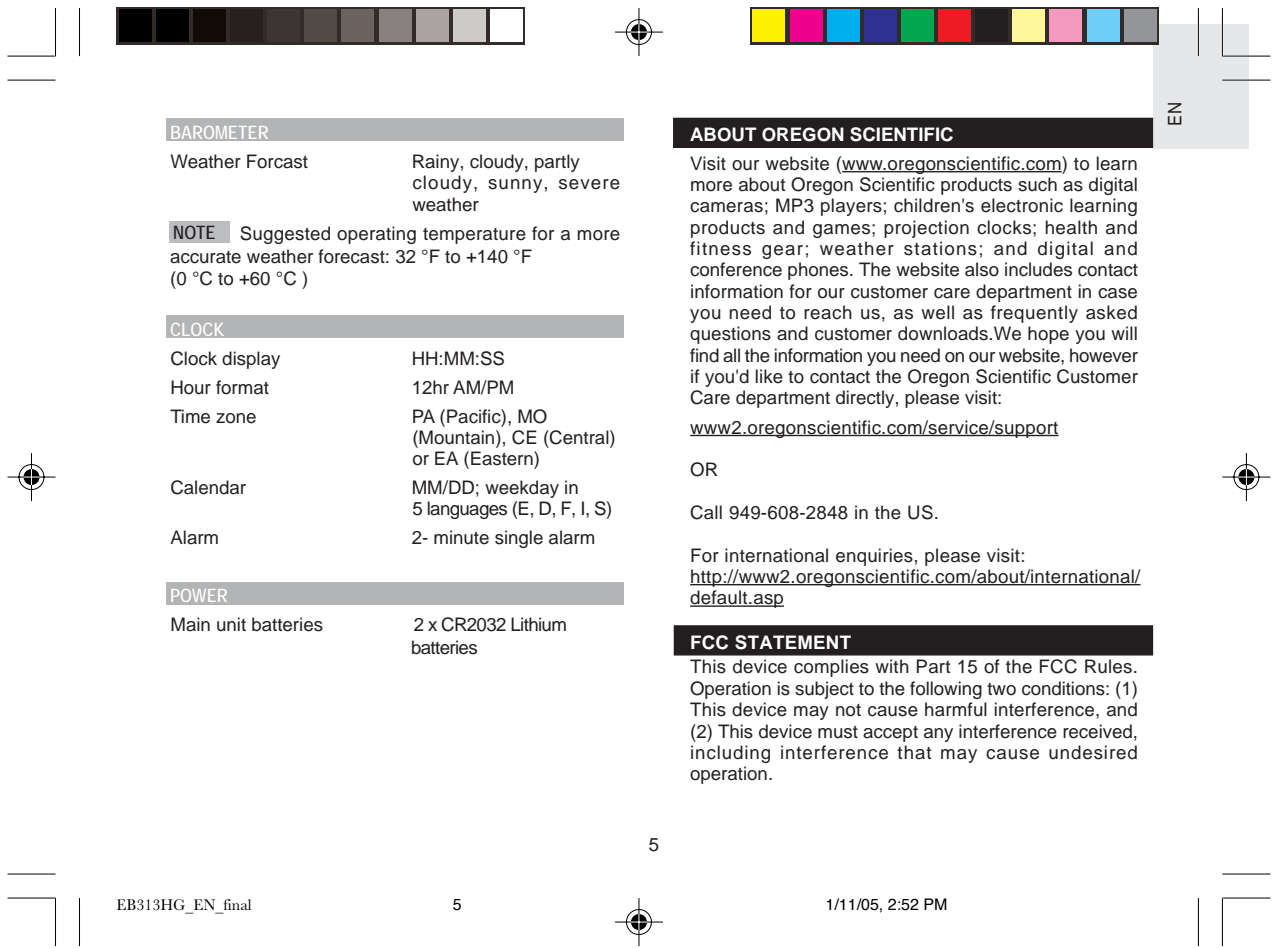 EN
BAROMETER
Weather Forcast Rainy, cloudy, partly
cloudy, sunny, severe
weather
NOTE Suggested operating temperature for a more
accurate weather forecast: 32 °F to +140 °F
(0 °C to +60 °C )
CLOCK
Clock display HH:MM:SS
Hour format 12hr AM/PM
Time zone PA (Pacific), MO
(Mountain), CE (Central)
or EA (Eastern)
Calendar MM/DD; weekday in
5 languages (E, D, F, I, S)
Alarm 2- minute single alarm
POWER
Main unit batteries 2 x CR2032 Lithium
batteries
ABOUT OREGON SCIENTIFIC
Visit our website (www.oregonscientific.com) to learn
more about Oregon Scientific products such as digital
cameras; MP3 players; children's electronic learning
products and games; projection clocks; health and
fitness gear; weather stations; and digital and
conference phones. The website also includes contact
information for our customer care department in case
you need to reach us, as well as frequently asked
questions and customer downloads.We hope you will
find all the information you need on our website, however
if you'd like to contact the Oregon Scientific Customer
Care department directly, please visit:
www2.oregonscientific.com/service/support
OR
Call 949-608-2848 in the US.
For international enquiries, please visit:
http://www2.oregonscientific.com/about/international/
default.asp
FCC STATEMENT
This device complies with Part 15 of the FCC Rules.
Operation is subject to the following two conditions: (1)
This device may not cause harmful interference, and
(2) This device must accept any interference received,
including interference that may cause undesired
operation.
5
EB313HG_EN_final 5 1/11/05, 2:52 PM